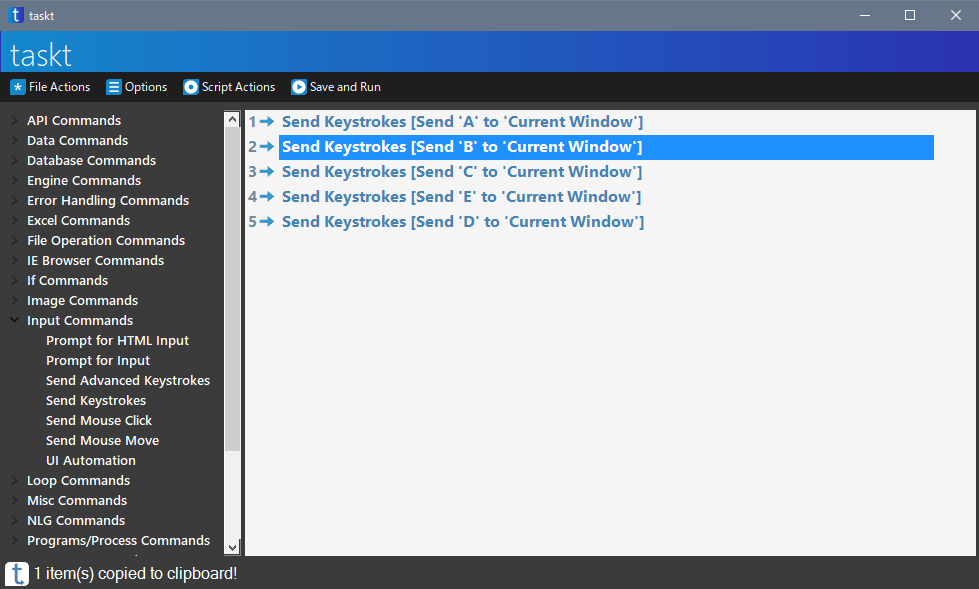 taskt
taskt
File Actions Options Script Actions Save and Run
API Commands
Data Commands
Database Commands
Engine Commands
Error Handling Commands
Excel Commands
File Operation Commands
IE Browser Commands
If Commands
Image Commands
Input Commands
Prompt for HTML Input
Prompt for Input
Send Advanced Keystrokes
Send Keystrokes
Send Mouse Click
Send Mouse Move
UI Automation
Loop Commands
Misc Commands
NLG Commands
Programs/Process Commands
1 Send Keystrokes [Send 'A' to 'Current Window']
2 Send Keystrokes [Send 'B' to 'Current Window']
3 Send Keystrokes [Send 'C' to 'Current Window']
4 Send Keystrokes [Send 'E' to 'Current Window']
5 Send Keystrokes [Send 'D' to 'Current Window']
1 item(s) copied to clipboard!